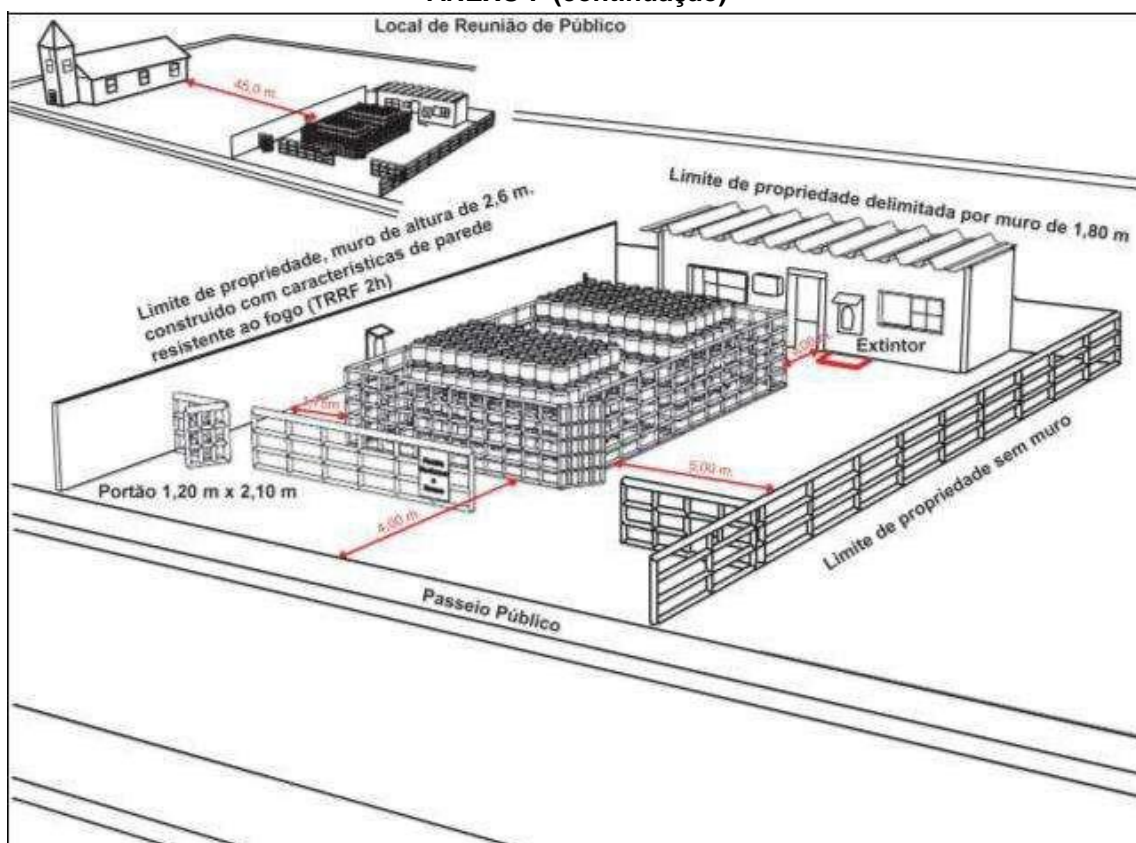 ANEXO F (continuação)
Local de Reunião de Público
45,0 m.
Limite de propriedade delimitada por muro de 1,80 m
Limite de propriedade, muro de altura de 2,6 m.
construído com características de parede
resistente ao fogo (TRRF 2h)
Extintor
Portão 1,20 m x 2,10 m
5,00 m.
4,00 m.
Limite de propriedade sem muro
Passeio Público